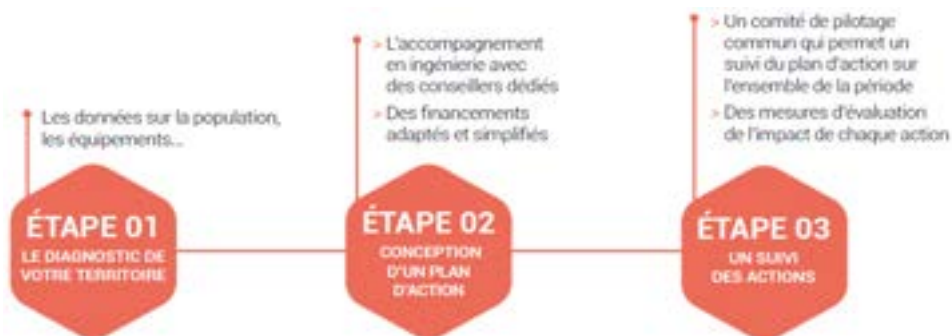 Les données sur la population,
les équipements...
ÉTAPE 01
LE DIAGNOSTIC DE
VOTRE TERRITOIRE
> L'accompagnement
en ingénierie avec
des conseillers dédiés
> Des financements
adaptés et simplifiés
ÉTAPE 02
CONCEPTION
D'UN PLAN
D'ACTION
> Un comité de pilotage
commun qui permet un
suivi du plan d'action sur
l'ensemble de la période
> Des mesures d'évaluation
de l'impact de chaque action
ÉTAPE 03
UN SUIVI
DES ACTIONS